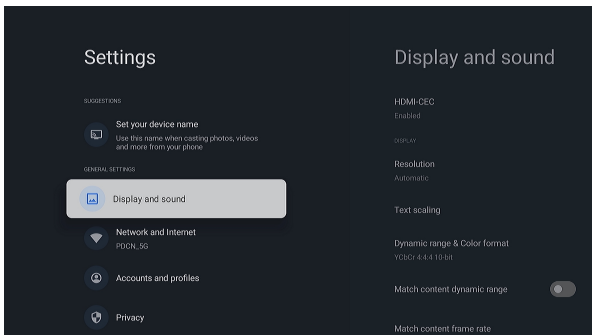 Settings
SUGGESTIONS
Set your device name
Use this name when casting photos, videos
and more from your phone
GENERAL SETTINGS
Display and sound
Network and Internet
PDCN_5G
Accounts and profiles
Privacy
Display and sound
HDMI-CEC
Enabled
DISPLAY
Resolution
Automatic
Text scaling
Dynamic range & Color format
YCbCr 4:4:4 10-bit
Match content dynamic range
Match content frame rate